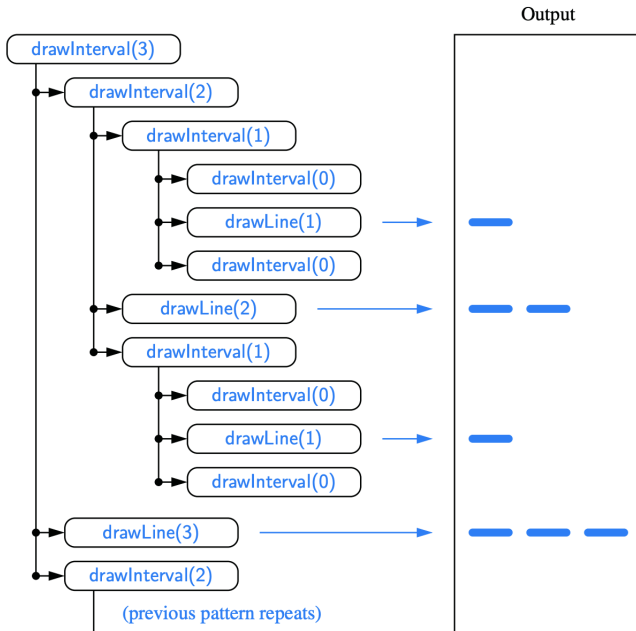 Output
drawInterval(3)
drawInterval(2)
drawInterval(1)
drawInterval(0)
drawLine(1)
drawInterval(0)
drawLine(2)
drawInterval(1)
drawInterval(0)
drawLine(1)
drawInterval(0)
drawLine(3)
drawInterval(2)
(previous pattern repeats)